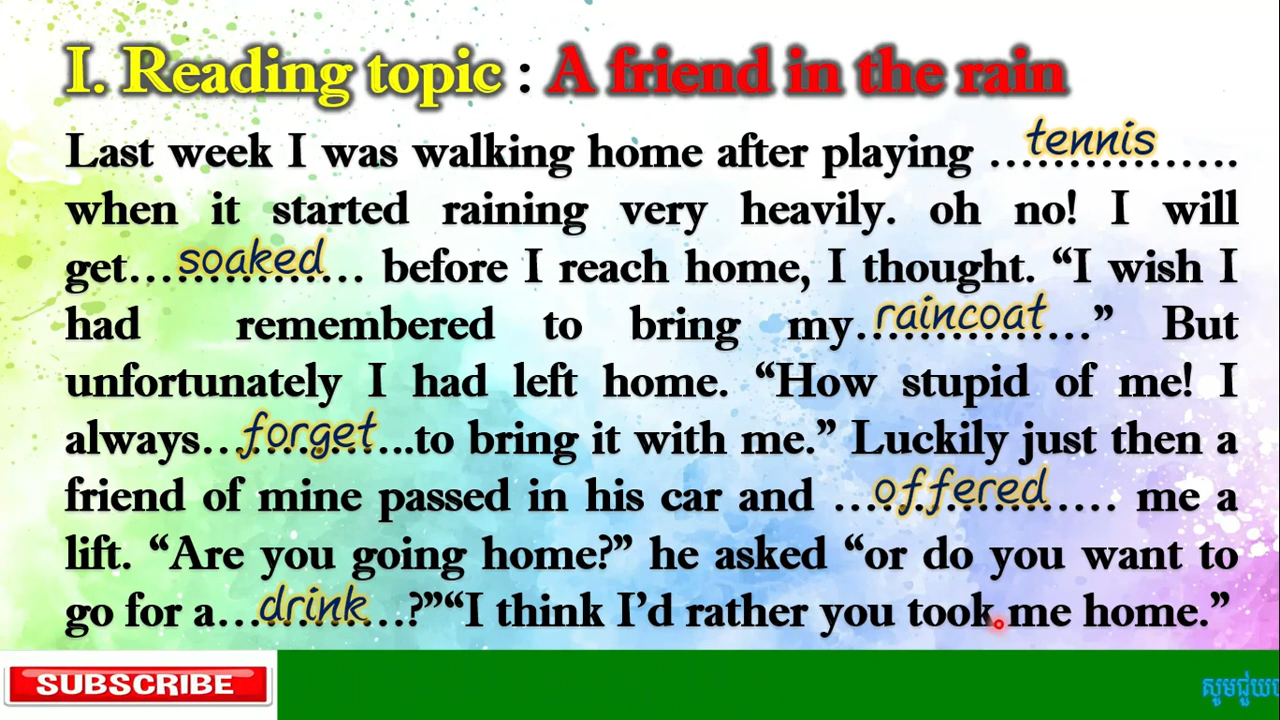 I. Reading topic : A friend in the rain
Last week I was walking home after playing ...tennis...
when it started raining very heavily. oh no! I will
get...soaked... before I reach home, I thought. “I wish I
had remembered to bring my...raincoat...” But
unfortunately I had left home. “How stupid of me! I
always...forget...to bring it with me.” Luckily just then a
friend of mine passed in his car and ...offered... me a
lift. “Are you going home?” he asked “or do you want to
go for a...drink...?”“I think I’d rather you took me home.”
SUBSCRIBE